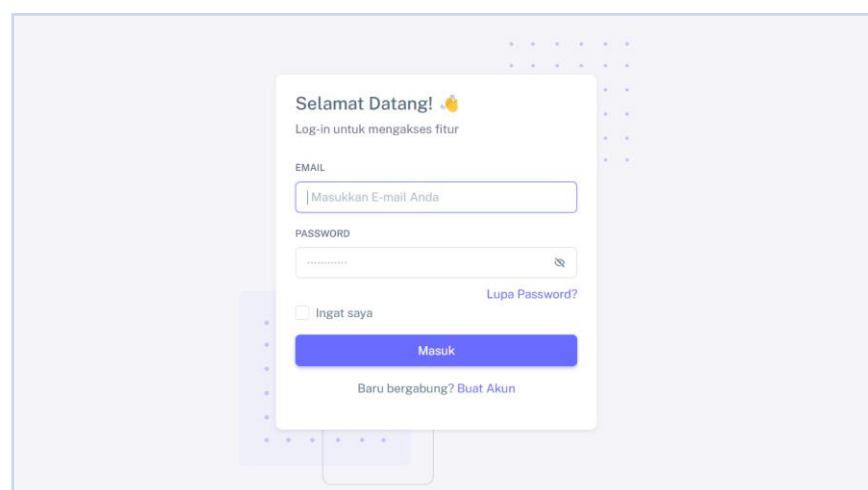 Selamat Datang! 👋
Log-in untuk mengakses fitur
EMAIL
Masukkan E-mail Anda
PASSWORD
············
Lupa Password?
Ingat saya
Masuk
Baru bergabung? Buat Akun